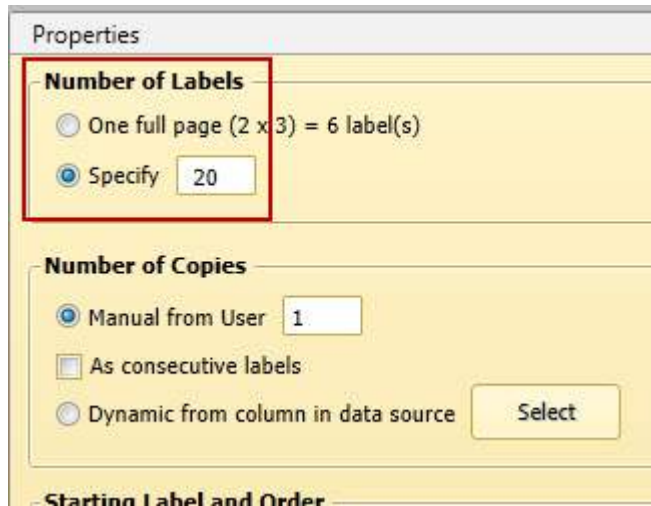 Properties
Number of Labels
One full page (2 x 3) = 6 label(s)
Specify 20
Number of Copies
Manual from User 1
As consecutive labels
Dynamic from column in data source Select
Starting Label and Order